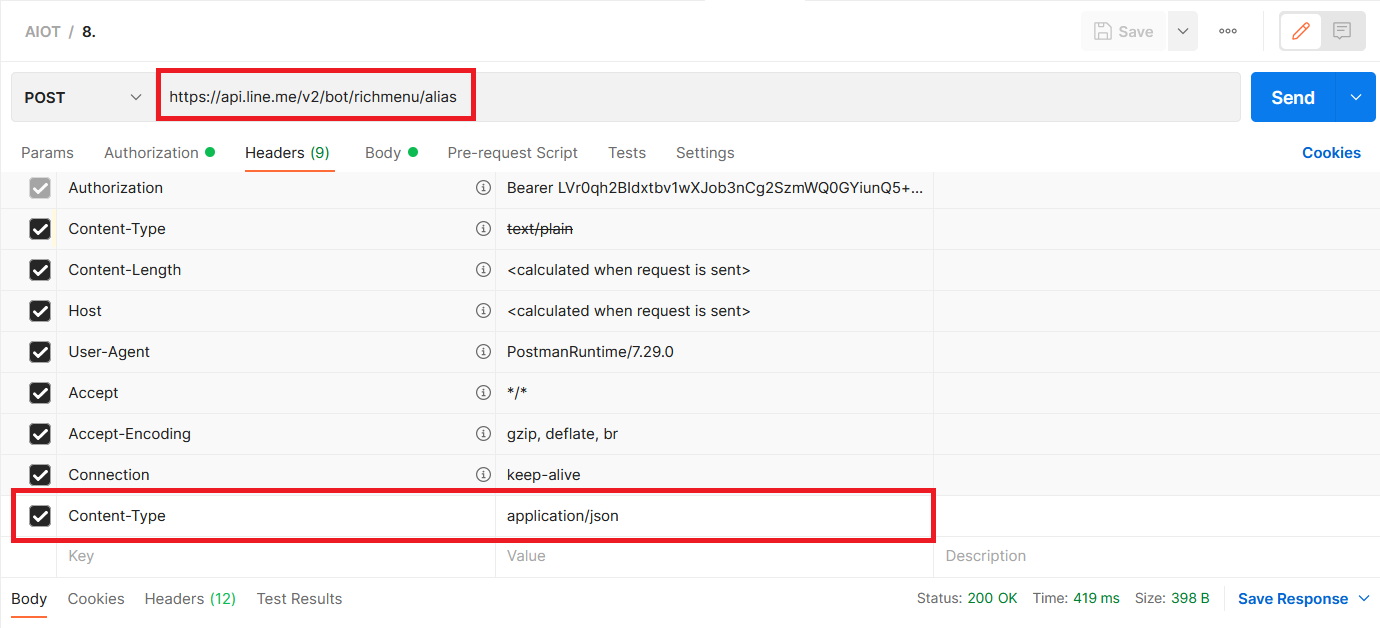 AIOT / 8.
Save
POST
https://api.line.me/v2/bot/richmenu/alias
Send
Params Authorization Headers (9) Body Pre-request Script Tests Settings Cookies
Authorization Bearer LVr0qh2BIdxtbv1wXJob3nCg2SzmWQ0GYiunQ5+...
Content-Type text/plain
Content-Length <calculated when request is sent>
Host <calculated when request is sent>
User-Agent PostmanRuntime/7.29.0
Accept */*
Accept-Encoding gzip, deflate, br
Connection keep-alive
Content-Type application/json
Key Value Description
Body Cookies Headers (12) Test Results Status: 200 OK Time: 419 ms Size: 398 B Save Response